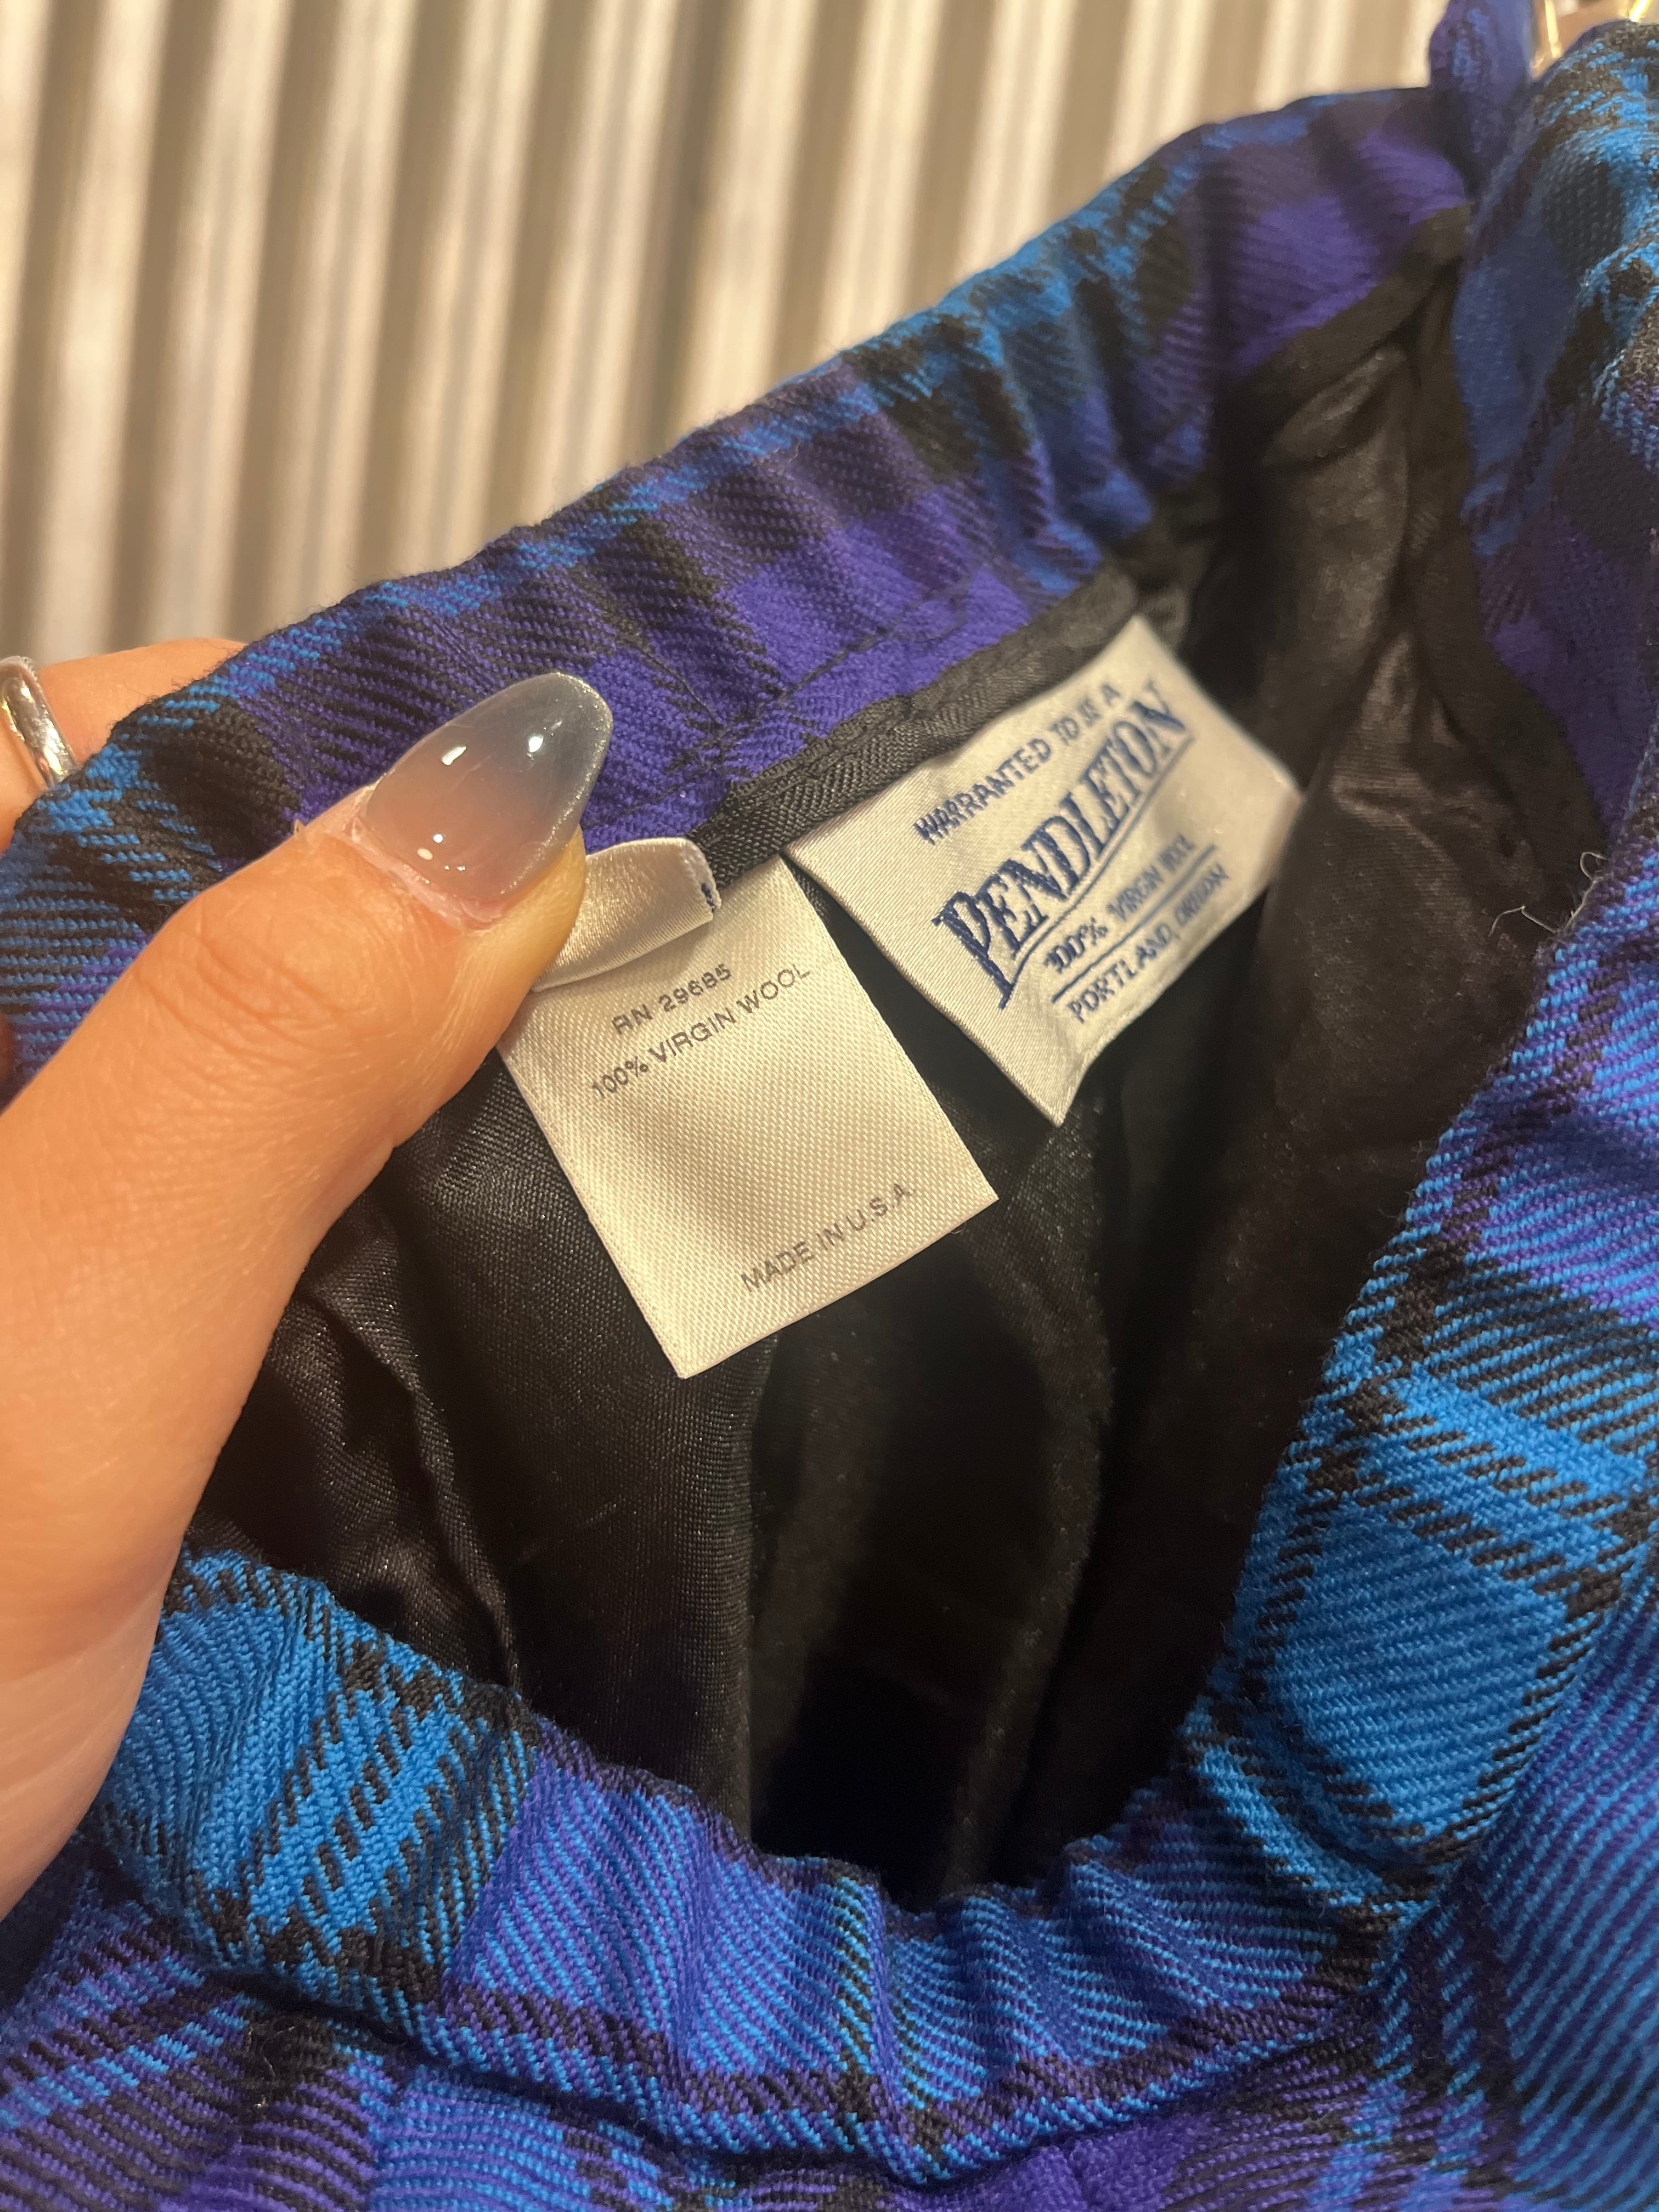 WARRANTED TO BE A
PENDLETON
100% VIRGIN WOOL
PORTLAND, OREGON
RN 29685
100% VIRGIN WOOL
MADE IN U.S.A.